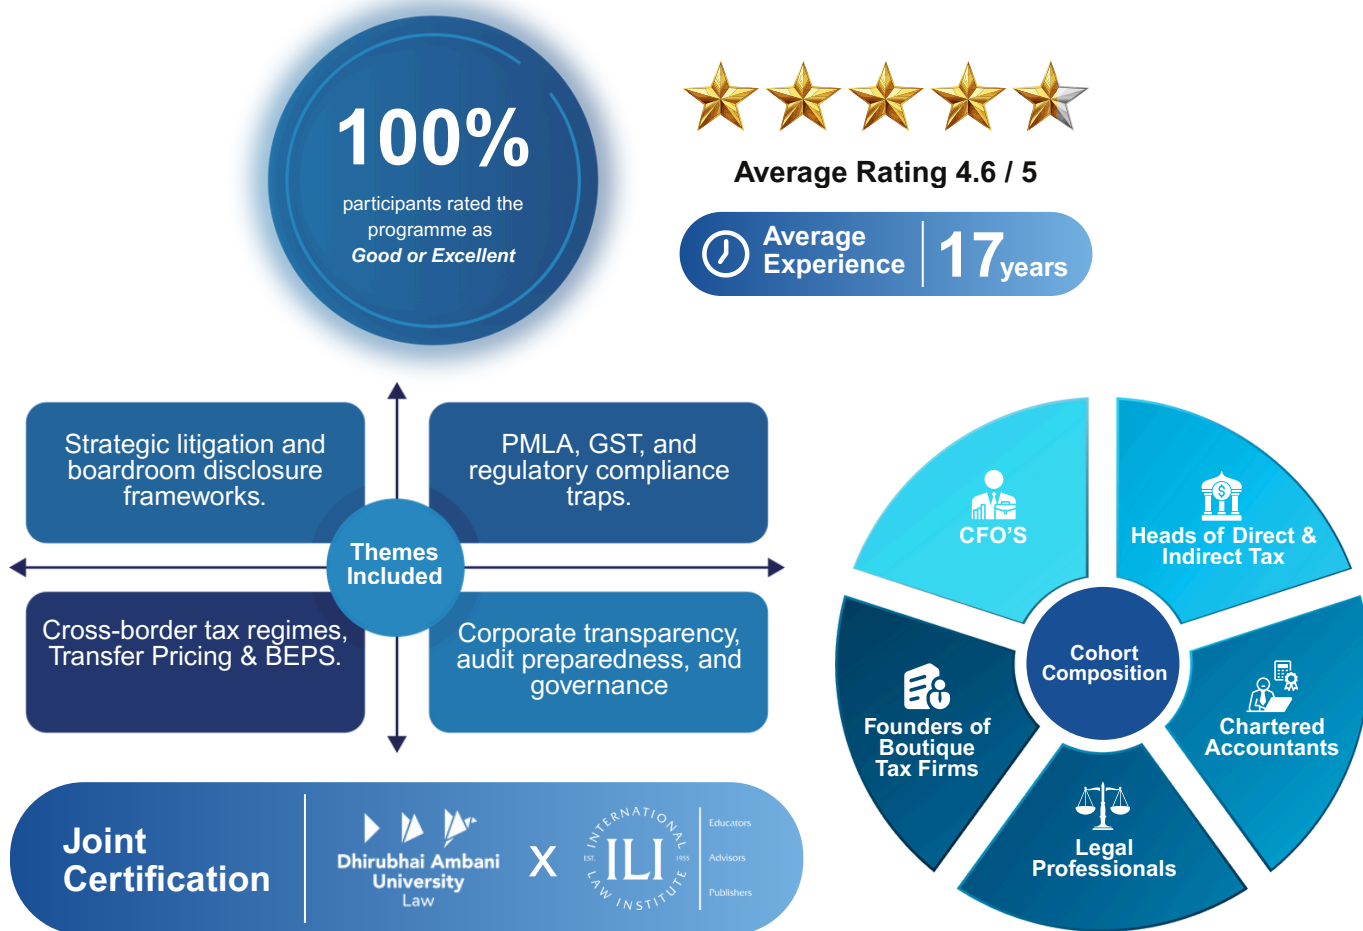 100%
participants rated the
programme as
Good or Excellent
Average Rating 4.6 / 5
Average
Experience
17 years
Strategic litigation and
boardroom disclosure
frameworks.
PMLA, GST, and
regulatory compliance
traps.
Themes
Included
Cross-border tax regimes,
Transfer Pricing & BEPS.
Corporate transparency,
audit preparedness, and
governance
CFO'S
Heads of Direct &
Indirect Tax
Cohort
Composition
Founders of
Boutique
Tax Firms
Chartered
Accountants
Legal
Professionals
Joint
Certification
Dhirubhai Ambani
University
Law
X
INTERNATIONAL
EST. ILI 1955
LAW INSTITUTE
Educators
Advisors
Publishers